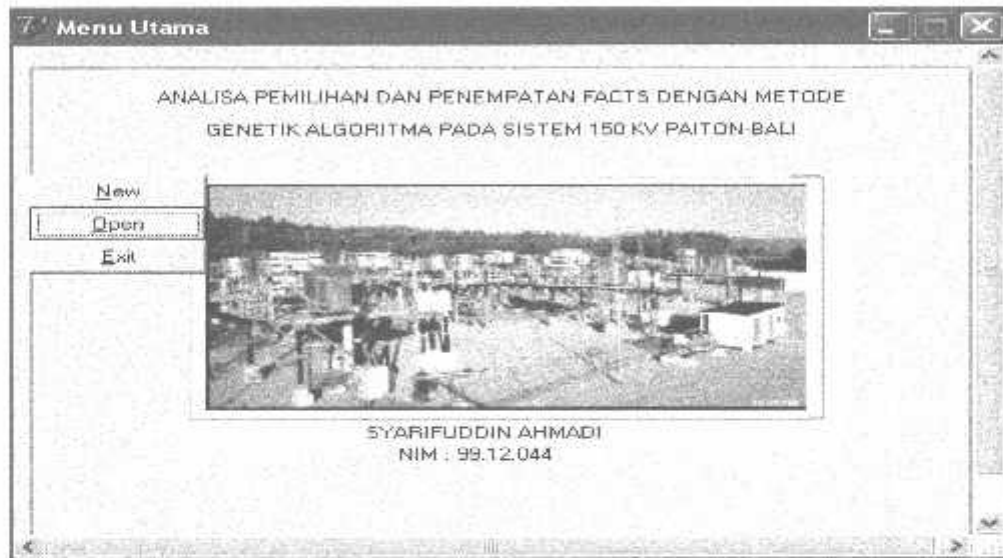 Menu Utama
ANALISA PEMILIHAN DAN PENEMPATAN FACTS DENGAN METODE
GENETIK ALGORITMA PADA SISTEM 150 KV PAITON-BALI
New
Open
Exit
SYARIFUDDIN AHMADI
NIM : 99.12.044